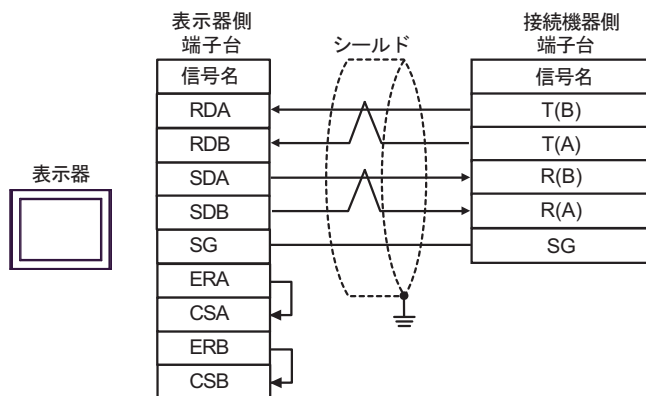 表示器側
端子台
シールド
接続機器側
端子台
信号名
信号名
RDA
T(B)
RDB
T(A)
表示器
SDA
R(B)
SDB
R(A)
SG
SG
ERA
CSA
ERB
CSB